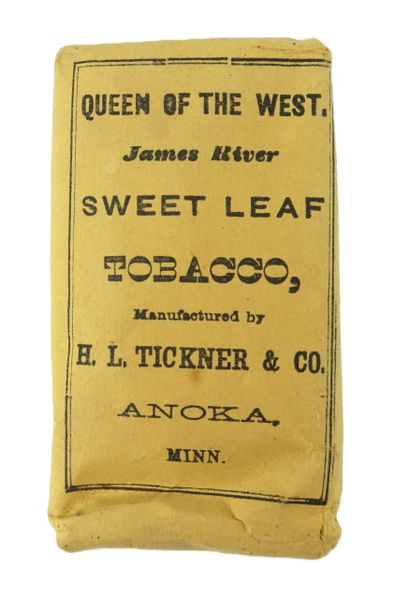 QUEEN OF THE WEST.
James River
SWEET LEAF
TOBACCO,
Manufactured by
H. L. TICKNER & CO.
ANOKA,
MINN.